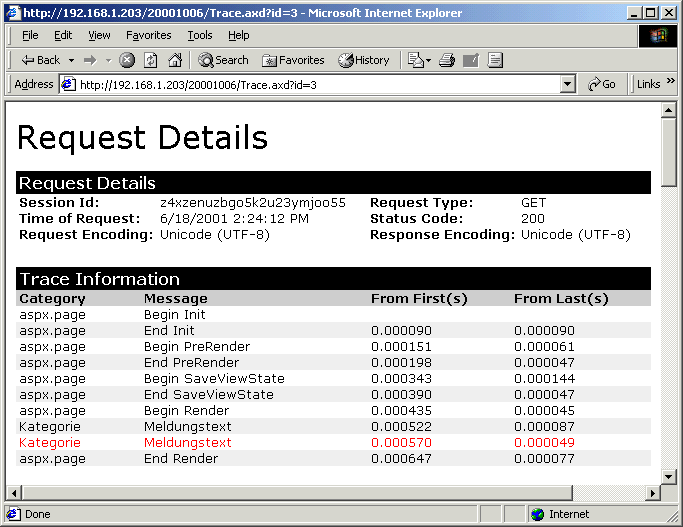 http://192.168.1.203/20001006/Trace.axd?id=3 - Microsoft Internet Explorer
File Edit View Favorites Tools Help
Back Search Favorites History
Address http://192.168.1.203/20001006/Trace.axd?id=3 Go Links »
Request Details
Request Details
Session Id: z4xzenuzbgo5k2u23ymjoo55 Request Type: GET
Time of Request: 6/18/2001 2:24:12 PM Status Code: 200
Request Encoding: Unicode (UTF-8) Response Encoding: Unicode (UTF-8)
Trace Information
Category Message From First(s) From Last(s)
aspx.page Begin Init
aspx.page End Init 0.000090 0.000090
aspx.page Begin PreRender 0.000151 0.000061
aspx.page End PreRender 0.000198 0.000047
aspx.page Begin SaveViewState 0.000343 0.000144
aspx.page End SaveViewState 0.000390 0.000047
aspx.page Begin Render 0.000435 0.000045
Kategorie Meldungstext 0.000522 0.000087
Kategorie Meldungstext 0.000570 0.000049
aspx.page End Render 0.000647 0.000077
Done Internet